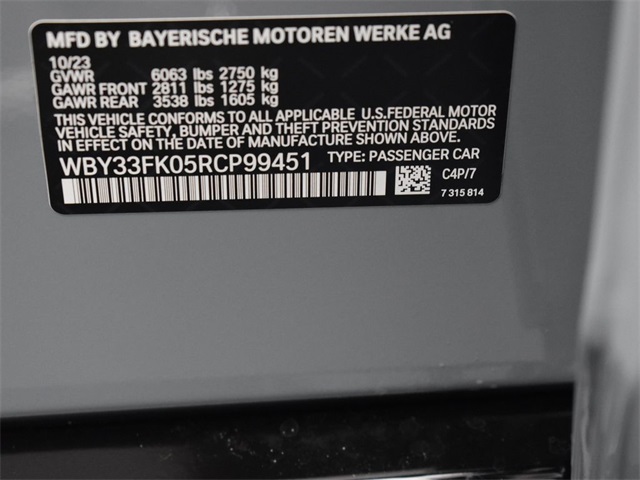 MFD BY BAYERISCHE MOTOREN WERKE AG
10/23
GVWR 6063 lbs 2750 kg
GAWR FRONT 2811 lbs 1275 kg
GAWR REAR 3538 lbs 1605 kg
THIS VEHICLE CONFORMS TO ALL APPLICABLE U.S.FEDERAL MOTOR
VEHICLE SAFETY, BUMPER AND THEFT PREVENTION STANDARDS
IN EFFECT ON THE DATE OF MANUFACTURE SHOWN ABOVE.
WBY33FK05RCP99451 TYPE: PASSENGER CAR
C4P/7
7 315 814